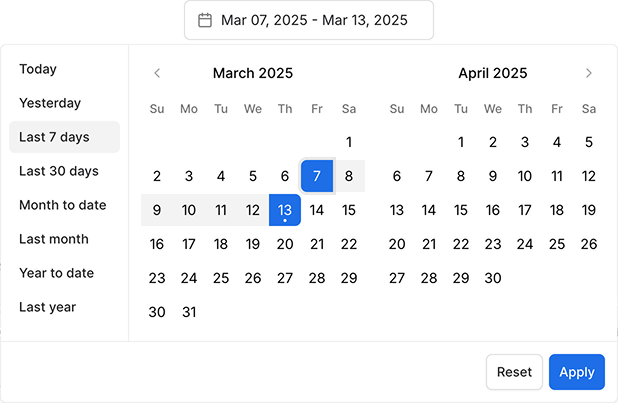 Mar 07, 2025 - Mar 13, 2025
Today
Yesterday
Last 7 days
Last 30 days
Month to date
Last month
Year to date
Last year
March 2025
Su Mo Tu We Th Fr Sa
1
2 3 4 5 6 7 8
9 10 11 12 13 14 15
16 17 18 19 20 21 22
23 24 25 26 27 28 29
30 31
April 2025
Su Mo Tu We Th Fr Sa
1 2 3 4 5
6 7 8 9 10 11 12
13 14 15 16 17 18 19
20 21 22 23 24 25 26
27 28 29 30
Reset
Apply